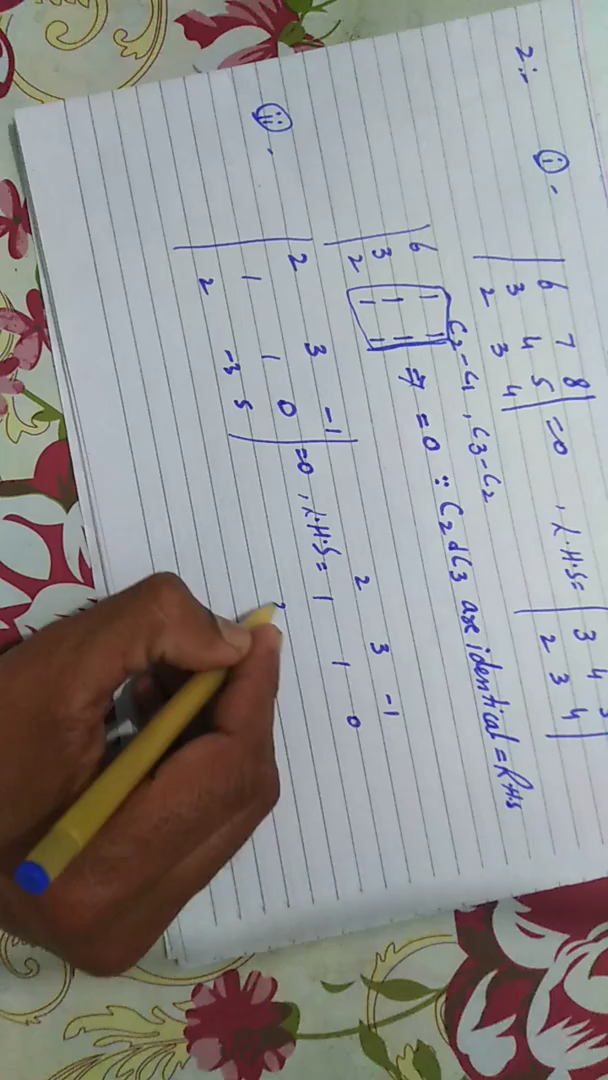 2:- (i) - | 6 7 8 | = 0 , L.H.S =
| 3 4 5 | | 3 4
| 2 3 4 | | 2 3 4 |
C2-C1 , C3-C2
| 6 1 1
3 1 1 = 0 ∵ C2 & C3 are identical = RHS
2 1 1
(ii) - | 2 3 -1 | 2 3 -1
1 1 0 | = 0 , L.H.S = 1 1 0
2 -3 5 | 2